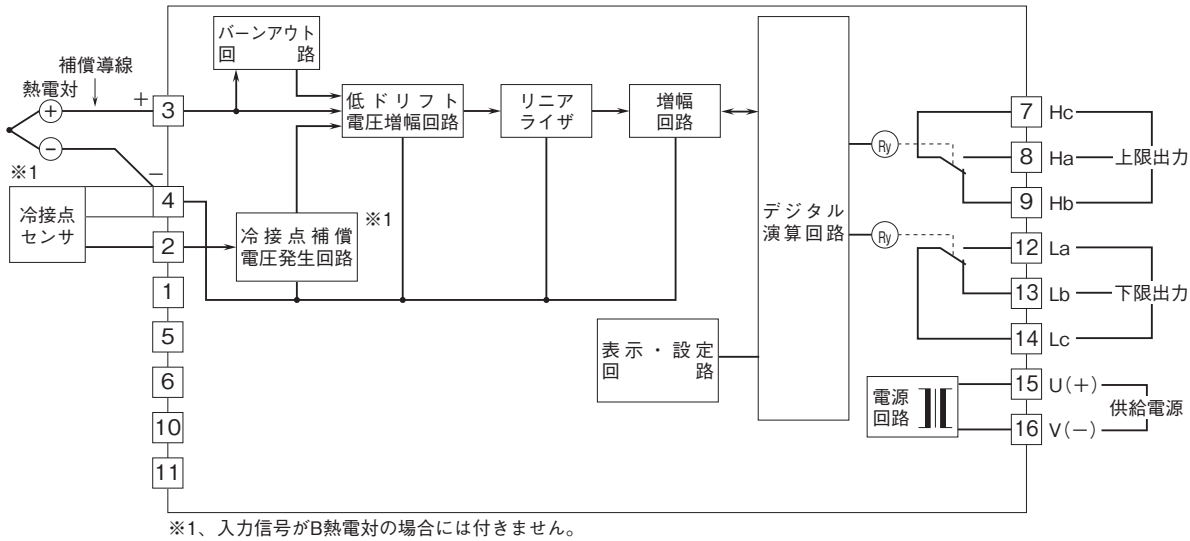 バーンアウト
回 路
補償導線
熱電対
+
3
+
−
−
※1
4
冷接点
センサ
2
冷接点補償
電圧発生回路
※1
1
5
6
10
11
低ドリフト
電圧増幅回路
リニア
ライザ
増幅
回路
デジタル
演算回路
表示・設定
回 路
Ry
Ry
7 Hc
8 Ha
上限出力
9 Hb
12 La
13 Lb
下限出力
14 Lc
電源
回路
15 U(+)
供給電源
16 V(−)
※1、入力信号がB熱電対の場合には付きません。